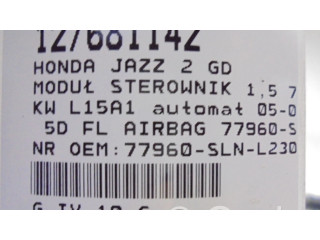 127681142
HONDA JAZZ 2 GD
MODUŁ STEROWNIK 1,5 7
KW L15A1 automat 05-0
5D FL AIRBAG 77960-S
NR OEM:77960-SLN-L230